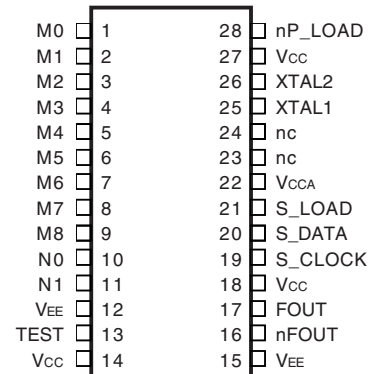 M0 1 28 nP_LOAD
M1 2 27 VCC
M2 3 26 XTAL2
M3 4 25 XTAL1
M4 5 24 nc
M5 6 23 nc
M6 7 22 VCCA
M7 8 21 S_LOAD
M8 9 20 S_DATA
N0 10 19 S_CLOCK
N1 11 18 VCC
VEE 12 17 FOUT
TEST 13 16 nFOUT
VCC 14 15 VEE